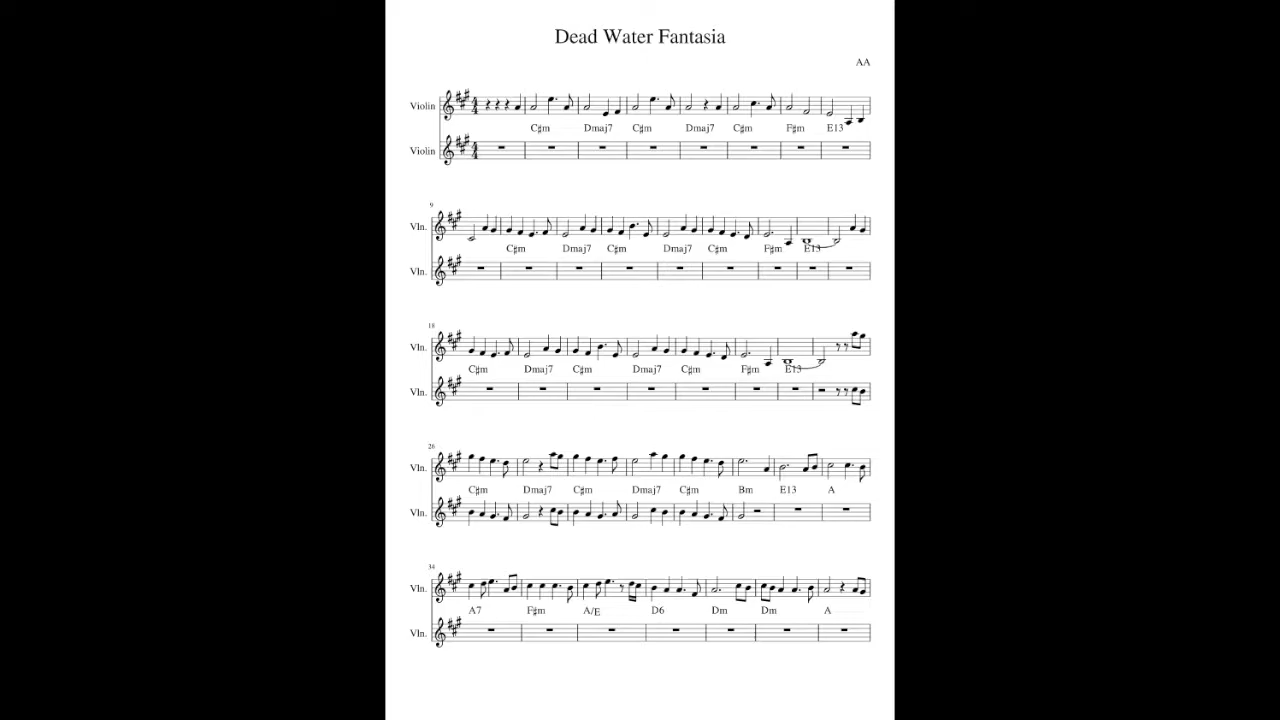 Dead Water Fantasia
AA
Violin
C♯m Dmaj7 C♯m Dmaj7 C♯m F♯m E13
Violin
9
Vln.
C♯m Dmaj7 C♯m Dmaj7 C♯m F♯m E13
Vln.
18
Vln.
C♯m Dmaj7 C♯m Dmaj7 C♯m F♯m E13
Vln.
26
Vln.
C♯m Dmaj7 C♯m Dmaj7 C♯m Bm E13 A
Vln.
34
Vln.
A7 F♯m A/E D6 Dm Dm A
Vln.